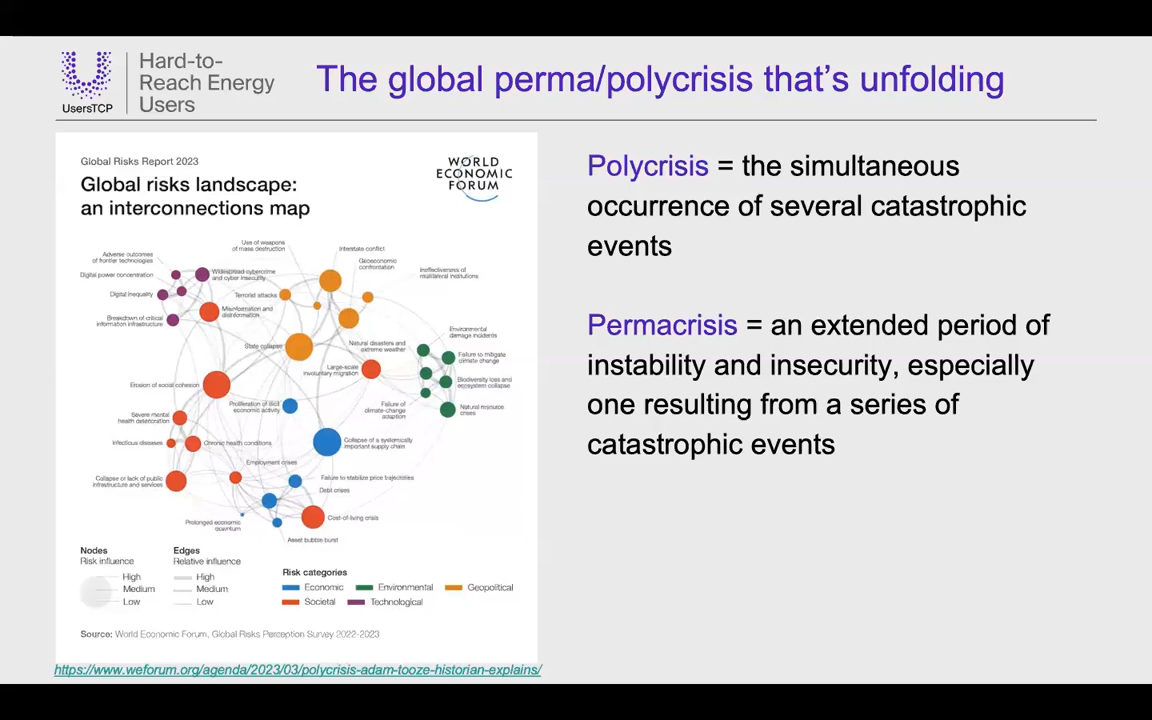 UsersTCP
Hard-to-
Reach Energy
Users
The global perma/polycrisis that's unfolding
Global Risks Report 2023
Global risks landscape:
an interconnections map
WORLD
ECONOMIC
FORUM
Use of weapons
of mass destruction
Interstate conflict
Adverse outcomes
of frontier technologies
Geoeconomic
confrontation
Digital power concentration
Widespread cybercrime
and cyber insecurity
Ineffectiveness of
multilateral institutions
Digital inequality
Terrorist attacks
Misinformation and
disinformation
Breakdown of critical
information infrastructure
Environmental
damage incidents
State collapse
Natural disasters and
extreme weather
Failure to mitigate
climate change
Large-scale
involuntary migration
Erosion of social cohesion
Biodiversity loss and
ecosystem collapse
Proliferation of illicit
economic activity
Failure of
climate-change
adaption
Natural resource
crises
Severe mental
health deterioration
Infectious diseases
Chronic health conditions
Collapse of a systemically
important supply chain
Employment crises
Collapse or lack of public
infrastructure and services
Failure to stabilize price trajectories
Debt crises
Prolonged economic
Cost-of-living crisis
Asset bubble burst
Nodes
Risk influence
High
Medium
Low
Edges
Relative influence
High
Medium
Low
Risk categories
Economic
Environmental
Geopolitical
Societal
Technological
Source: World Economic Forum, Global Risks Perception Survey 2022-2023
https://www.weforum.org/agenda/2023/03/polycrisis-adam-tooze-historian-explains/
Polycrisis = the simultaneous
occurrence of several catastrophic
events
Permacrisis = an extended period of
instability and insecurity, especially
one resulting from a series of
catastrophic events